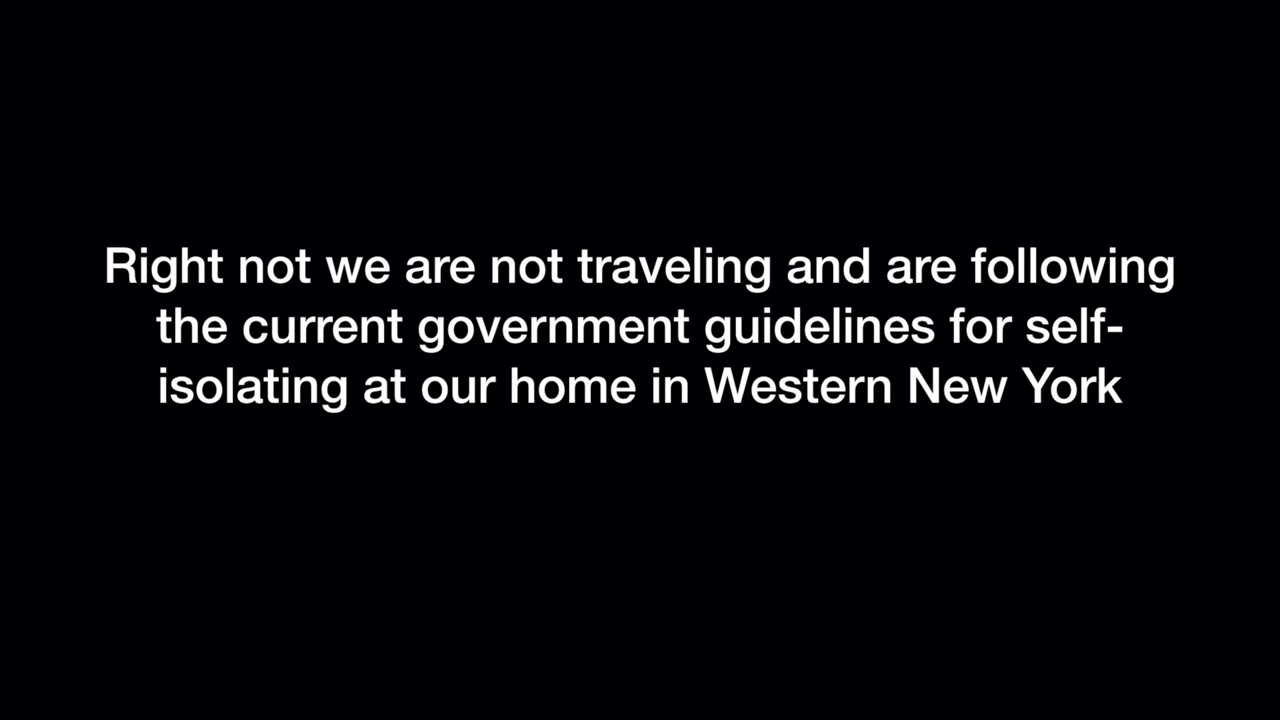 Right not we are not traveling and are following
the current government guidelines for self-
isolating at our home in Western New York